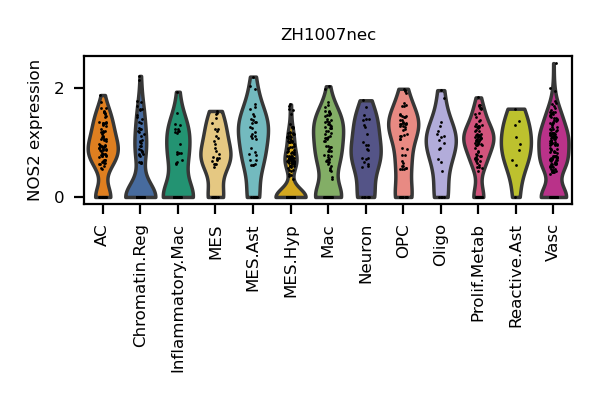 ZH1007nec
NOS2 expression
2
0
AC
Chromatin.Reg
Inflammatory.Mac
MES
MES.Ast
MES.Hyp
Mac
Neuron
OPC
Oligo
Prolif.Metab
Reactive.Ast
Vasc